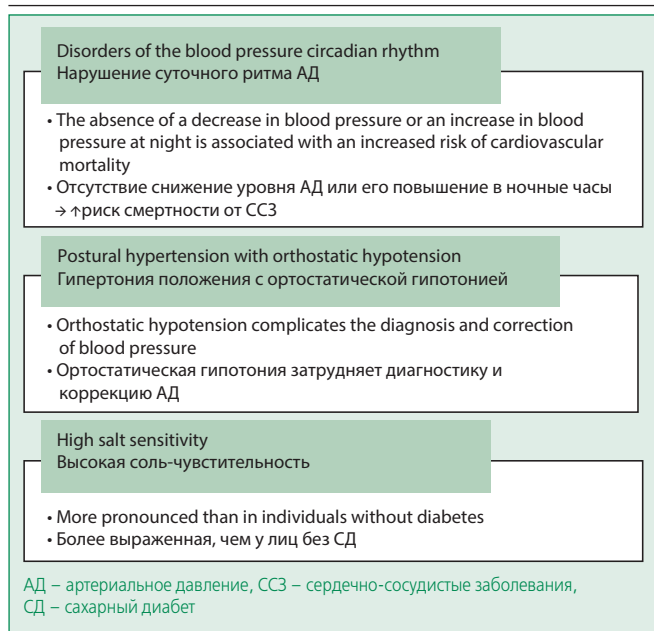 Disorders of the blood pressure circadian rhythm
Нарушение суточного ритма АД
• The absence of a decrease in blood pressure or an increase in blood
pressure at night is associated with an increased risk of cardiovascular
mortality
• Отсутствие снижение уровня АД или его повышение в ночные часы
→ ↑риск смертности от ССЗ
Postural hypertension with orthostatic hypotension
Гипертония положения с ортостатической гипотонией
• Orthostatic hypotension complicates the diagnosis and correction
of blood pressure
• Ортостатическая гипотония затрудняет диагностику и
коррекцию АД
High salt sensitivity
Высокая соль-чувстительность
• More pronounced than in individuals without diabetes
• Более выраженная, чем у лиц без СД
АД – артериальное давление, ССЗ – сердечно-сосудистые заболевания,
СД – сахарный диабет